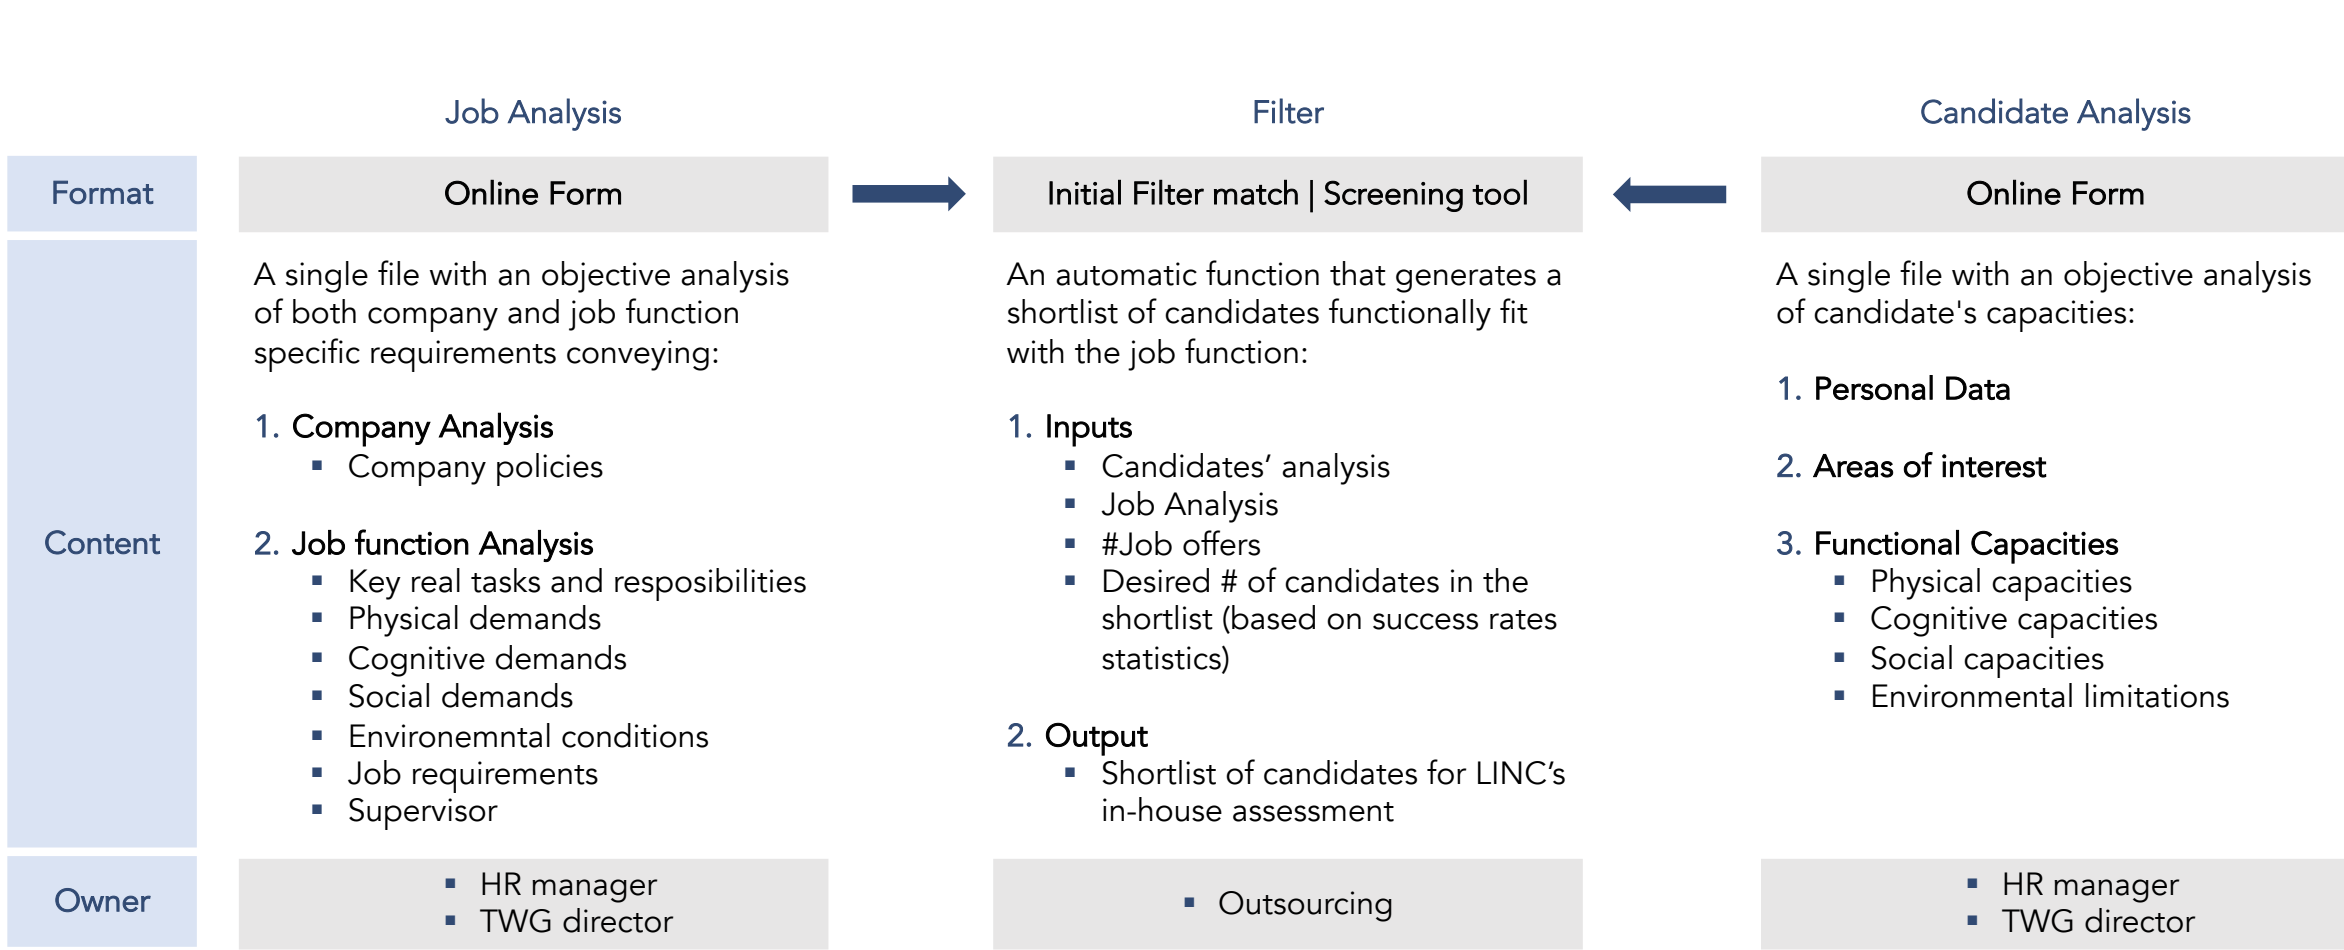 Job Analysis
Filter
Candidate Analysis
Format
Online Form
Initial Filter match | Screening tool
Online Form
Content
A single file with an objective analysis
of both company and job function
specific requirements conveying:
1. Company Analysis
▪ Company policies
2. Job function Analysis
▪ Key real tasks and resposibilities
▪ Physical demands
▪ Cognitive demands
▪ Social demands
▪ Environemntal conditions
▪ Job requirements
▪ Supervisor
An automatic function that generates a
shortlist of candidates functionally fit
with the job function:
1. Inputs
▪ Candidates’ analysis
▪ Job Analysis
▪ #Job offers
▪ Desired # of candidates in the
shortlist (based on success rates
statistics)
2. Output
▪ Shortlist of candidates for LINC’s
in-house assessment
A single file with an objective analysis
of candidate's capacities:
1. Personal Data
2. Areas of interest
3. Functional Capacities
▪ Physical capacities
▪ Cognitive capacities
▪ Social capacities
▪ Environmental limitations
Owner
▪ HR manager
▪ TWG director
▪ Outsourcing
▪ HR manager
▪ TWG director